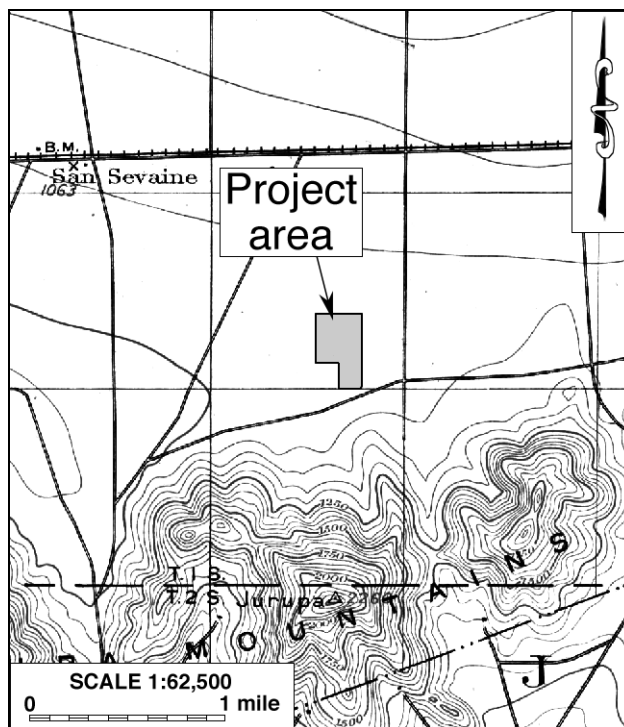 B.M.
San Sevaine
1063
Project
area
1250
1500
1750
2000
T.1 S.
T.2 S.
Jurupa
MOUNTAINS
J
1500
SCALE 1:62,500
0 1 mile